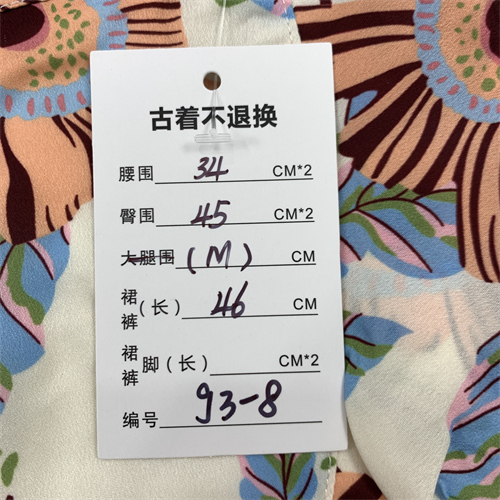 古着不退换
腰围 34 CM*2
臀围 45 CM*2
大腿围 (M) CM
裙裤(长) 46 CM
裙裤脚(长) CM*2
编号 93-8